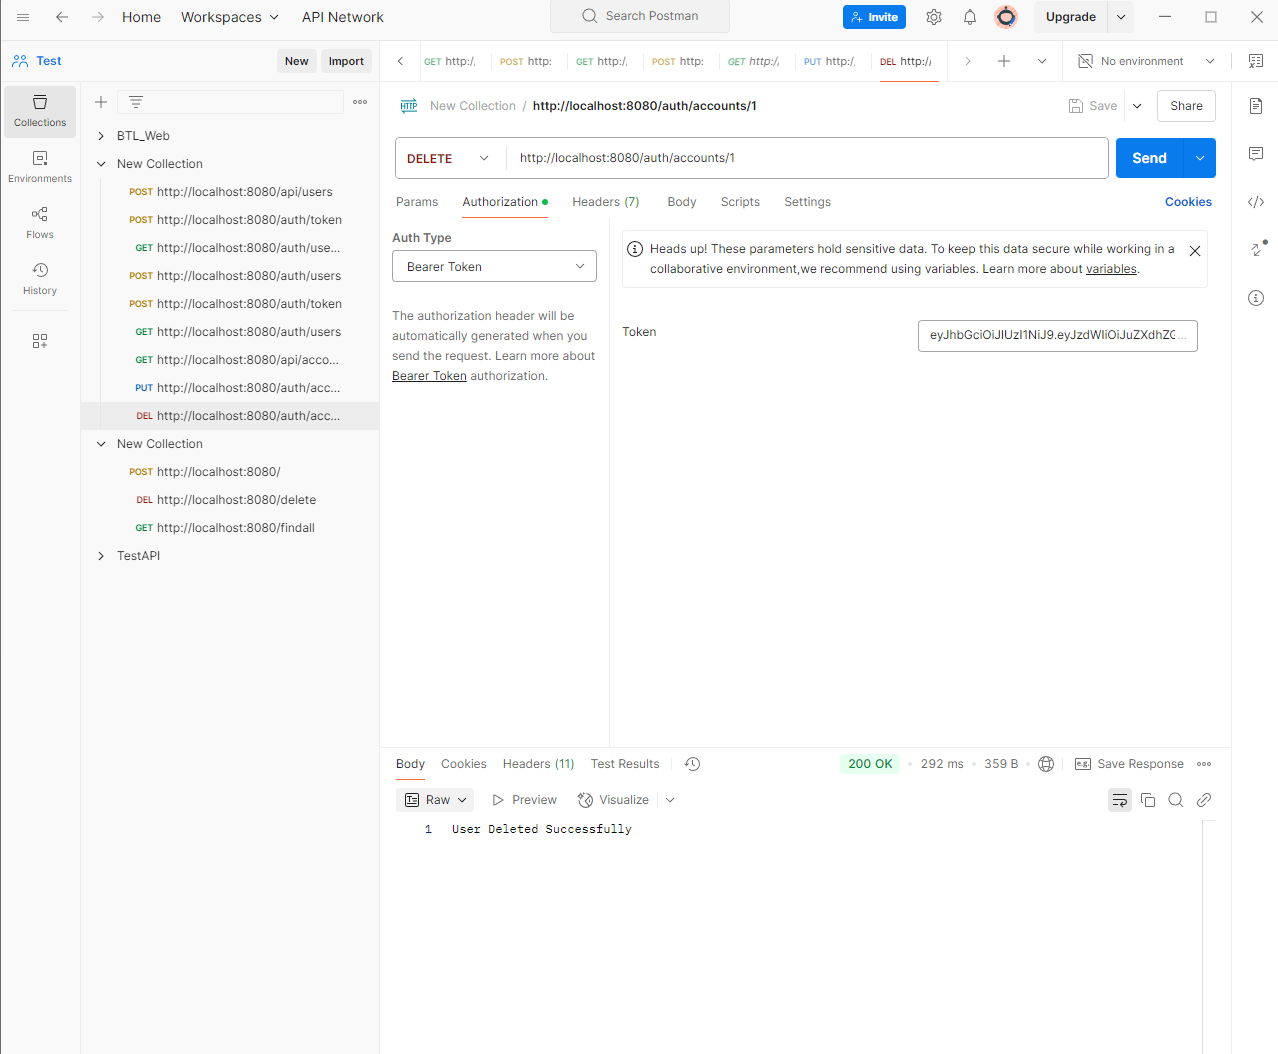 Home Workspaces API Network Search Postman Invite Upgrade
Test New Import GET http:/, POST http: GET http:/, POST http: GET http:/, PUT http:/, DEL http:/ No environment
Collections
Environments
Flows
History
BTL_Web
New Collection
POST http://localhost:8080/api/users
POST http://localhost:8080/auth/token
GET http://localhost:8080/auth/use...
POST http://localhost:8080/auth/users
POST http://localhost:8080/auth/token
GET http://localhost:8080/auth/users
GET http://localhost:8080/api/acco...
PUT http://localhost:8080/auth/acc...
DEL http://localhost:8080/auth/acc...
New Collection
POST http://localhost:8080/
DEL http://localhost:8080/delete
GET http://localhost:8080/findall
TestAPI
HTTP New Collection / http://localhost:8080/auth/accounts/1 Save Share
DELETE http://localhost:8080/auth/accounts/1 Send
Params Authorization Headers (7) Body Scripts Settings Cookies
Auth Type
Bearer Token
The authorization header will be
automatically generated when you
send the request. Learn more about
Bearer Token authorization.
Heads up! These parameters hold sensitive data. To keep this data secure while working in a
collaborative environment,we recommend using variables. Learn more about variables.
Token eyJhbGciOiJIUzI1NiJ9.eyJzdWIiOiJuZXdhZG...
Body Cookies Headers (11) Test Results 200 OK 292 ms 359 B e.g. Save Response
Raw Preview Visualize
1 User Deleted Successfully